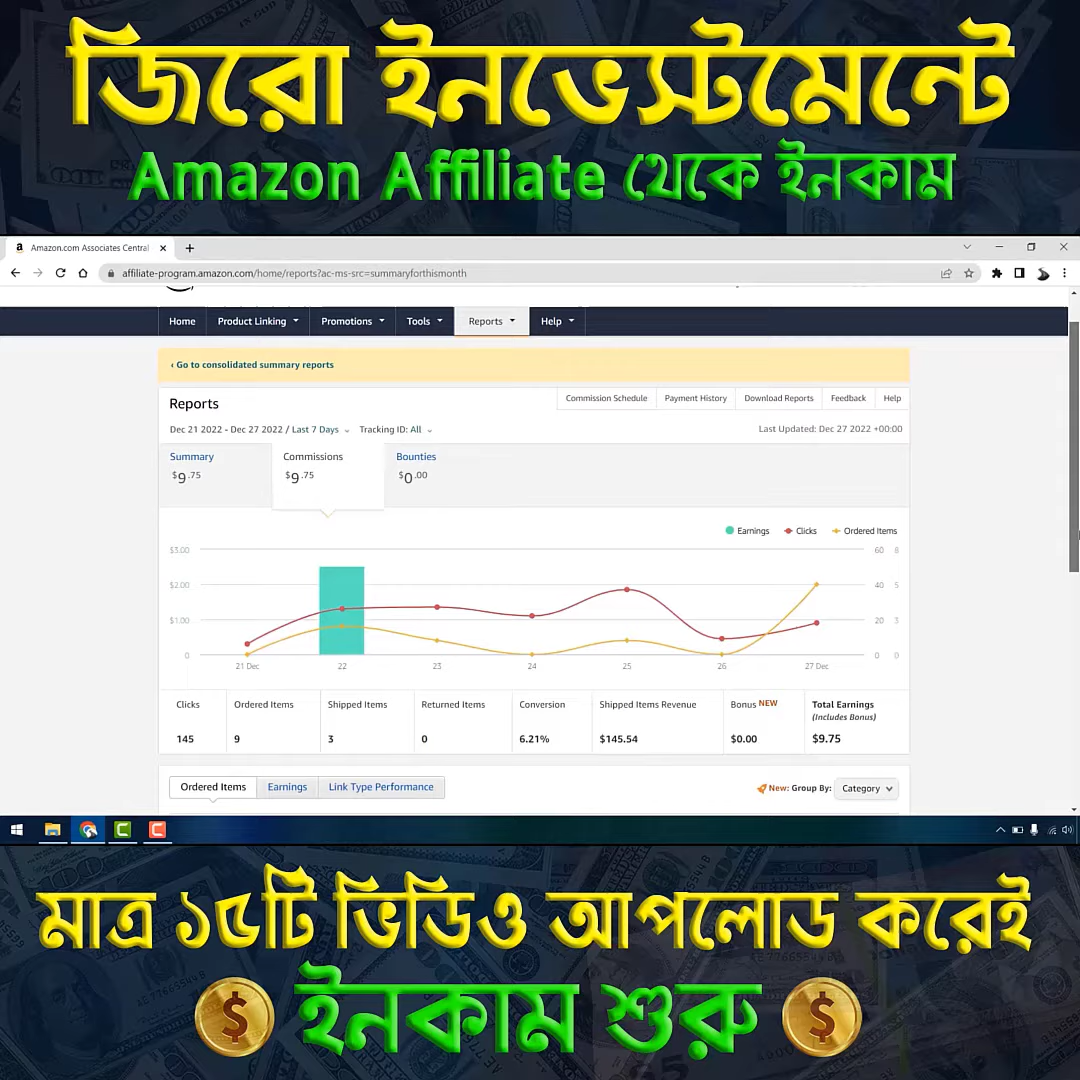 জিরো ইনভেস্টমেন্টে
Amazon Affiliate থেকে ইনকাম
Amazon.com Associates Central
affiliate-program.amazon.com/home/reports?ac-ms-src=summaryforthismonth
Home Product Linking Promotions Tools Reports Help
‹ Go to consolidated summary reports
Reports
Commission Schedule Payment History Download Reports Feedback Help
Dec 21 2022 - Dec 27 2022 / Last 7 Days Tracking ID: All
Last Updated: Dec 27 2022 +00:00
Summary Commissions Bounties
$9.75 $9.75 $0.00
Earnings Clicks Ordered Items
$3.00 60 8
$2.00 40 5
$1.00 20 3
0 0 0
21 Dec 22 23 24 25 26 27 Dec
Clicks Ordered Items Shipped Items Returned Items Conversion Shipped Items Revenue Bonus NEW Total Earnings
(Includes Bonus)
145 9 3 0 6.21% $145.54 $0.00 $9.75
Ordered Items Earnings Link Type Performance
New: Group By: Category
মাত্র ১৫টি ভিডিও আপলোড করেই
ইনকাম শুরু